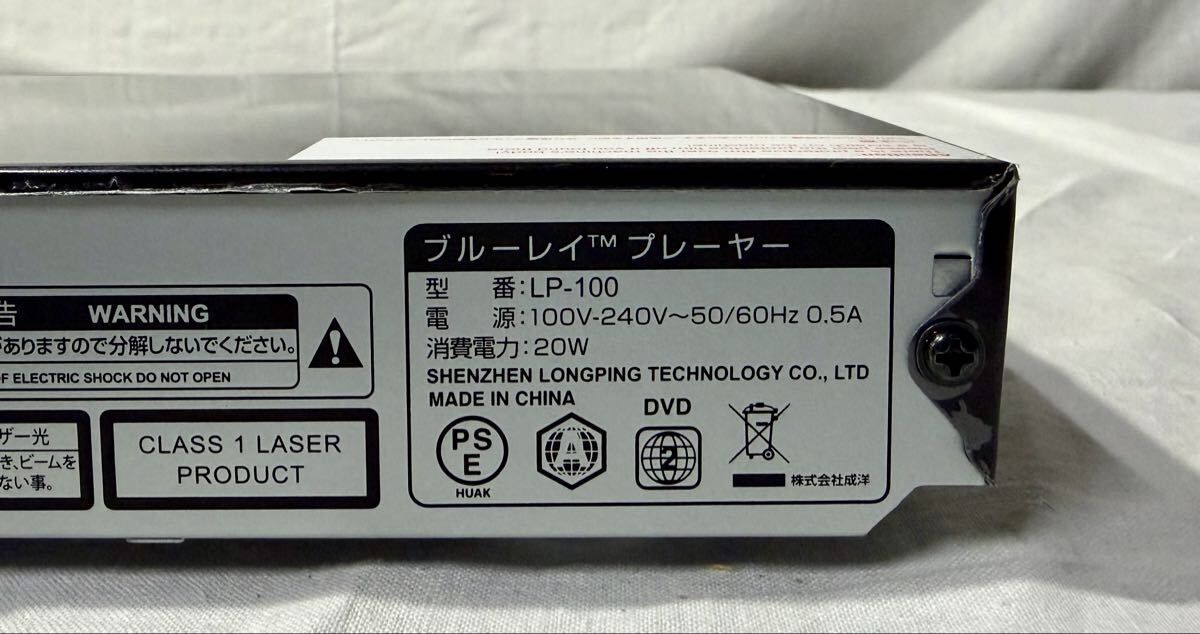 ブルーレイ™ プレーヤー
型 番:LP-100
電 源:100V-240V～50/60Hz 0.5A
消費電力:20W
SHENZHEN LONGPING TECHNOLOGY CO., LTD
MADE IN CHINA
PS
E
HUAK
A
DVD
2
株式会社成洋
告 WARNING
がありますので分解しないでください。
OF ELECTRIC SHOCK DO NOT OPEN
ザー光
き、ビームを
ない事。
CLASS 1 LASER
PRODUCT